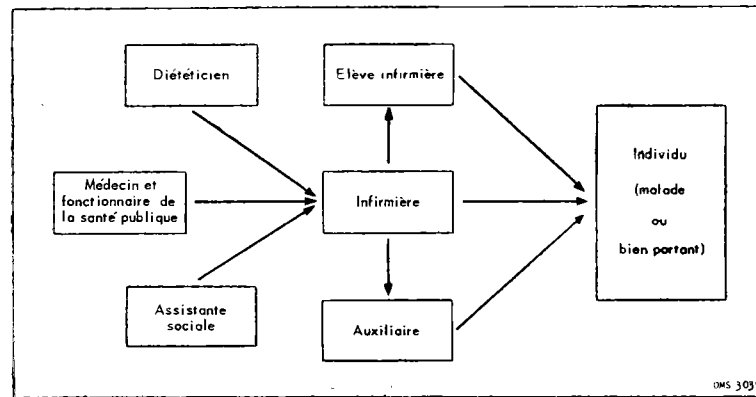 Diététicien
Elève infirmière
Médecin et
fonctionnaire de
la santé publique
Infirmière
Individu
(malade
ou
bien portant)
Assistante
sociale
Auxiliaire
OMS 303